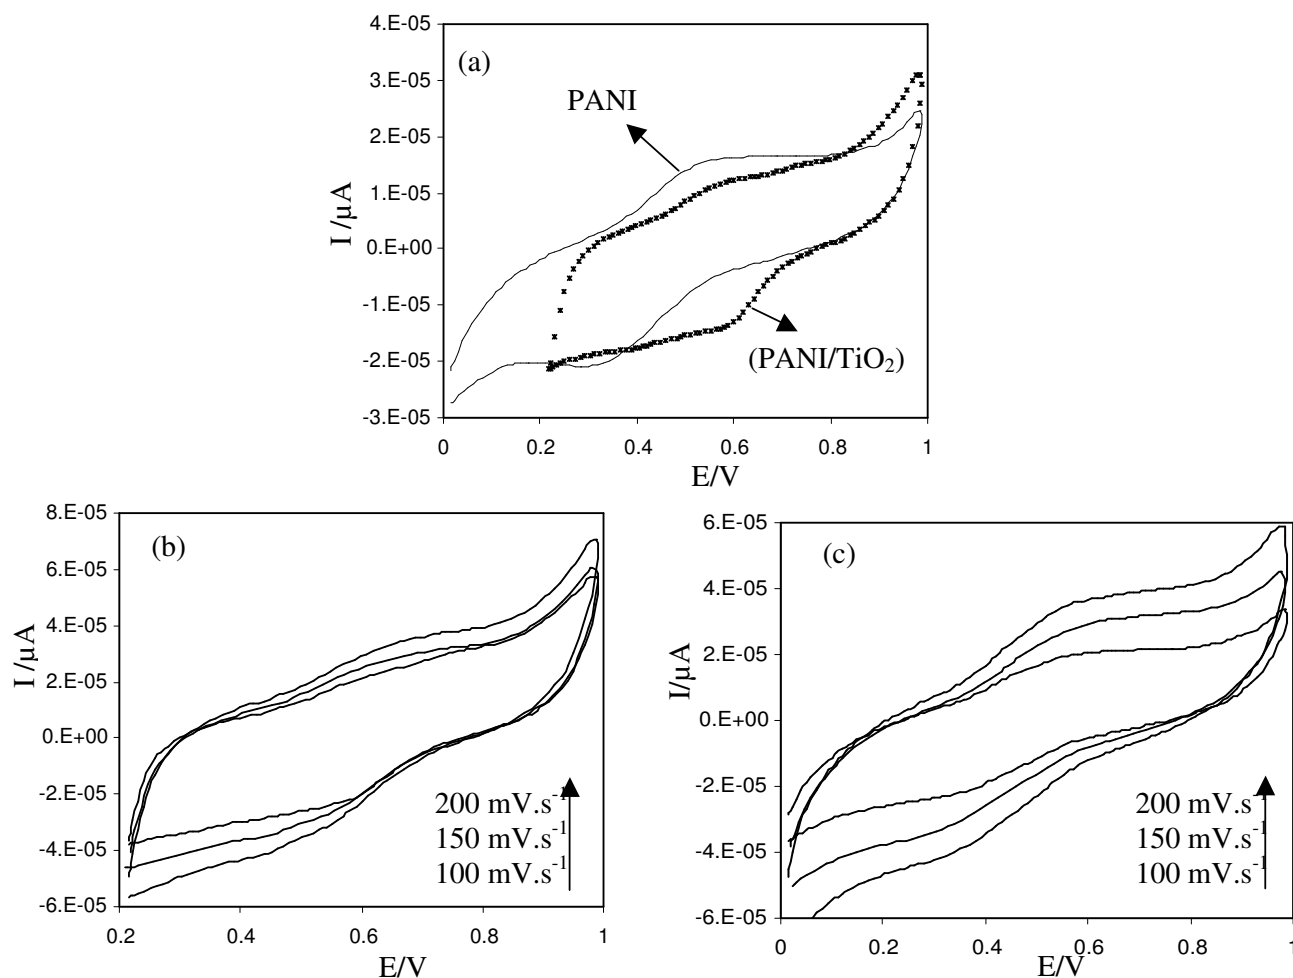 4.E-05
(a)
3.E-05
PANI
2.E-05
1.E-05
I /µA
0.E+00
-1.E-05
(PANI/TiO₂)
-2.E-05
-3.E-05
0 0.2 0.4 0.6 0.8 1
E/V
8.E-05
(b)
6.E-05
4.E-05
I /µA
2.E-05
0.E+00
-2.E-05
200 mV.s⁻¹
150 mV.s⁻¹
-4.E-05
100 mV.s⁻¹
-6.E-05
0.2 0.4 0.6 0.8 1
E/V
6.E-05
(c)
4.E-05
2.E-05
I/µA
0.E+00
-2.E-05
200 mV.s⁻¹
150 mV.s⁻¹
-4.E-05
100 mV.s⁻¹
-6.E-05
0 0.2 0.4 0.6 0.8 1
E/V